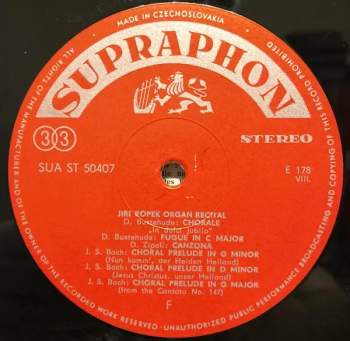 MADE IN CZECHOSLOVAKIA
SUPRAPHON
33
STEREO
SUA ST 50407
E 178
VIII.
JIŘÍ ROPEK ORGAN RECITAL
D. Buxtehude: CHORALE
„In dulci jubilo"
D. Buxtehude: FUGUE IN C MAJOR
D. Zipoli: CANZONA
J. S. Bach: CHORAL PRELUDE IN G MINOR
(Nun komm', der Heiden Heiland)
J. S. Bach: CHORAL PRELUDE IN D MINOR
(Jesus Christus, unser Heiland)
J. S. Bach: CHORAL PRELUDE IN G MAJOR
(from the Cantata No. 147)
F
ALL RIGHTS OF THE MANUFACTURER AND OF THE OWNER OF THE RECORDED WORK RESERVED · UNAUTHORIZED PUBLIC PERFORMANCE BROADCASTING AND COPYING OF THIS RECORD PROHIBITED